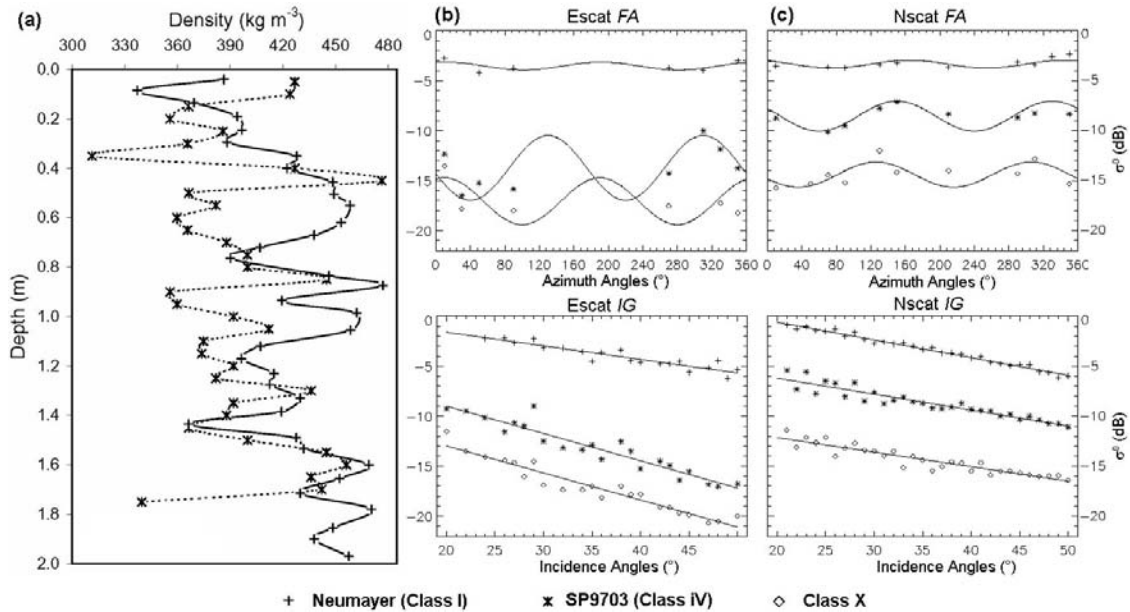 (a)
Density (kg m⁻³)
300 330 360 390 420 450 480
0.0
0.2
0.4
0.6
0.8
1.0
1.2
1.4
1.6
1.8
2.0
Depth (m)
(b)
Escat FA
0
−5
−10
−15
−20
0 40 80 120 160 200 240 280 320 360
Azimuth Angles (°)
(c)
Nscat FA
0
−5
−10
−15
−20
σ⁰ (dB)
0 40 80 120 160 200 240 280 320 360
Azimuth Angles (°)
Escat IG
0
−5
−10
−15
−20
20 25 30 35 40 45 50
Incidence Angles (°)
Nscat IG
0
−5
−10
−15
−20
σ⁰ (dB)
20 25 30 35 40 45 50
Incidence Angles (°)
Neumayer (Class I) SP9703 (Class iV) Class X